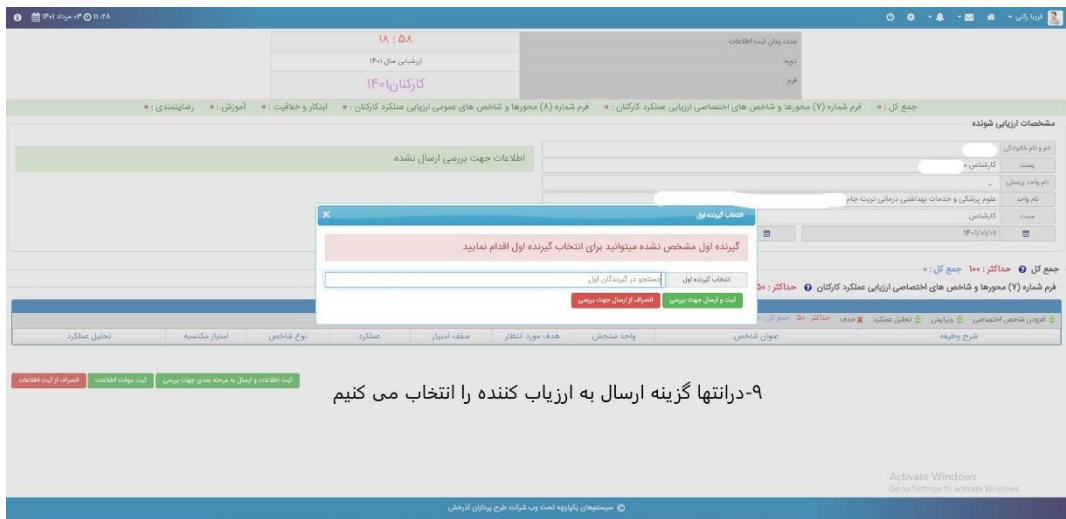 فریبا رکنی
۱۱:۲۸ ۰۳ مرداد ۱۴۰۱
مدت زمان ثبت اطلاعات
۱۸ : ۵۸
دوره
ارزشیابی سال ۱۴۰۱
فرم
کارکنان۱۴۰۱
جمع کل : ۰ فرم شماره (۷) محورها و شاخص های اختصاصی ارزیابی عملکرد کارکنان : ۰ فرم شماره (۸) محورها و شاخص های عمومی ارزیابی عملکرد کارکنان : ۰ ابتکار و خلاقیت : ۰ آموزش : ۰ رضایتمندی : ۰
مشخصات ارزیابی شونده
نام و نام خانوادگی
پست کارشناس
نام واحد پرسنلی ..
نام واحد علوم پزشکی و خدمات بهداشتی درمانی تربت جام
سمت کارشناس
۱۴۰۱/۰۱/۰۱
اطلاعات جهت بررسی ارسال نشده
انتخاب گیرنده اول
گیرنده اول مشخص نشده میتوانید برای انتخاب گیرنده اول اقدام نمایید
انتخاب گیرنده اول جستجو در گیرندگان اول
ثبت و ارسال جهت بررسی انصراف از ارسال جهت بررسی
جمع کل حداکثر : ۱۰۰ جمع کل : ۰
فرم شماره (۷) محورها و شاخص های اختصاصی ارزیابی عملکرد کارکنان حداکثر : ۵۰
افزودن شاخص اختصاصی ویرایش تحلیل عملکرد حذف حداکثر : ۵۰ جمع کل : ۰
شرح وظیفه عنوان شاخص واحد سنجش هدف مورد انتظار سقف امتیاز عملکرد نوع شاخص امتیاز مکتسبه تحلیل عملکرد
ثبت اطلاعات و ارسال به مرحله بعدی جهت بررسی ثبت موقت اطلاعات انصراف از ثبت اطلاعات
۹-درانتها گزینه ارسال به ارزیاب کننده را انتخاب می کنیم
Activate Windows
Go to Settings to activate Windows.
© سیستمهای یکپارچه تحت وب شرکت طرح پردازان آذرخش